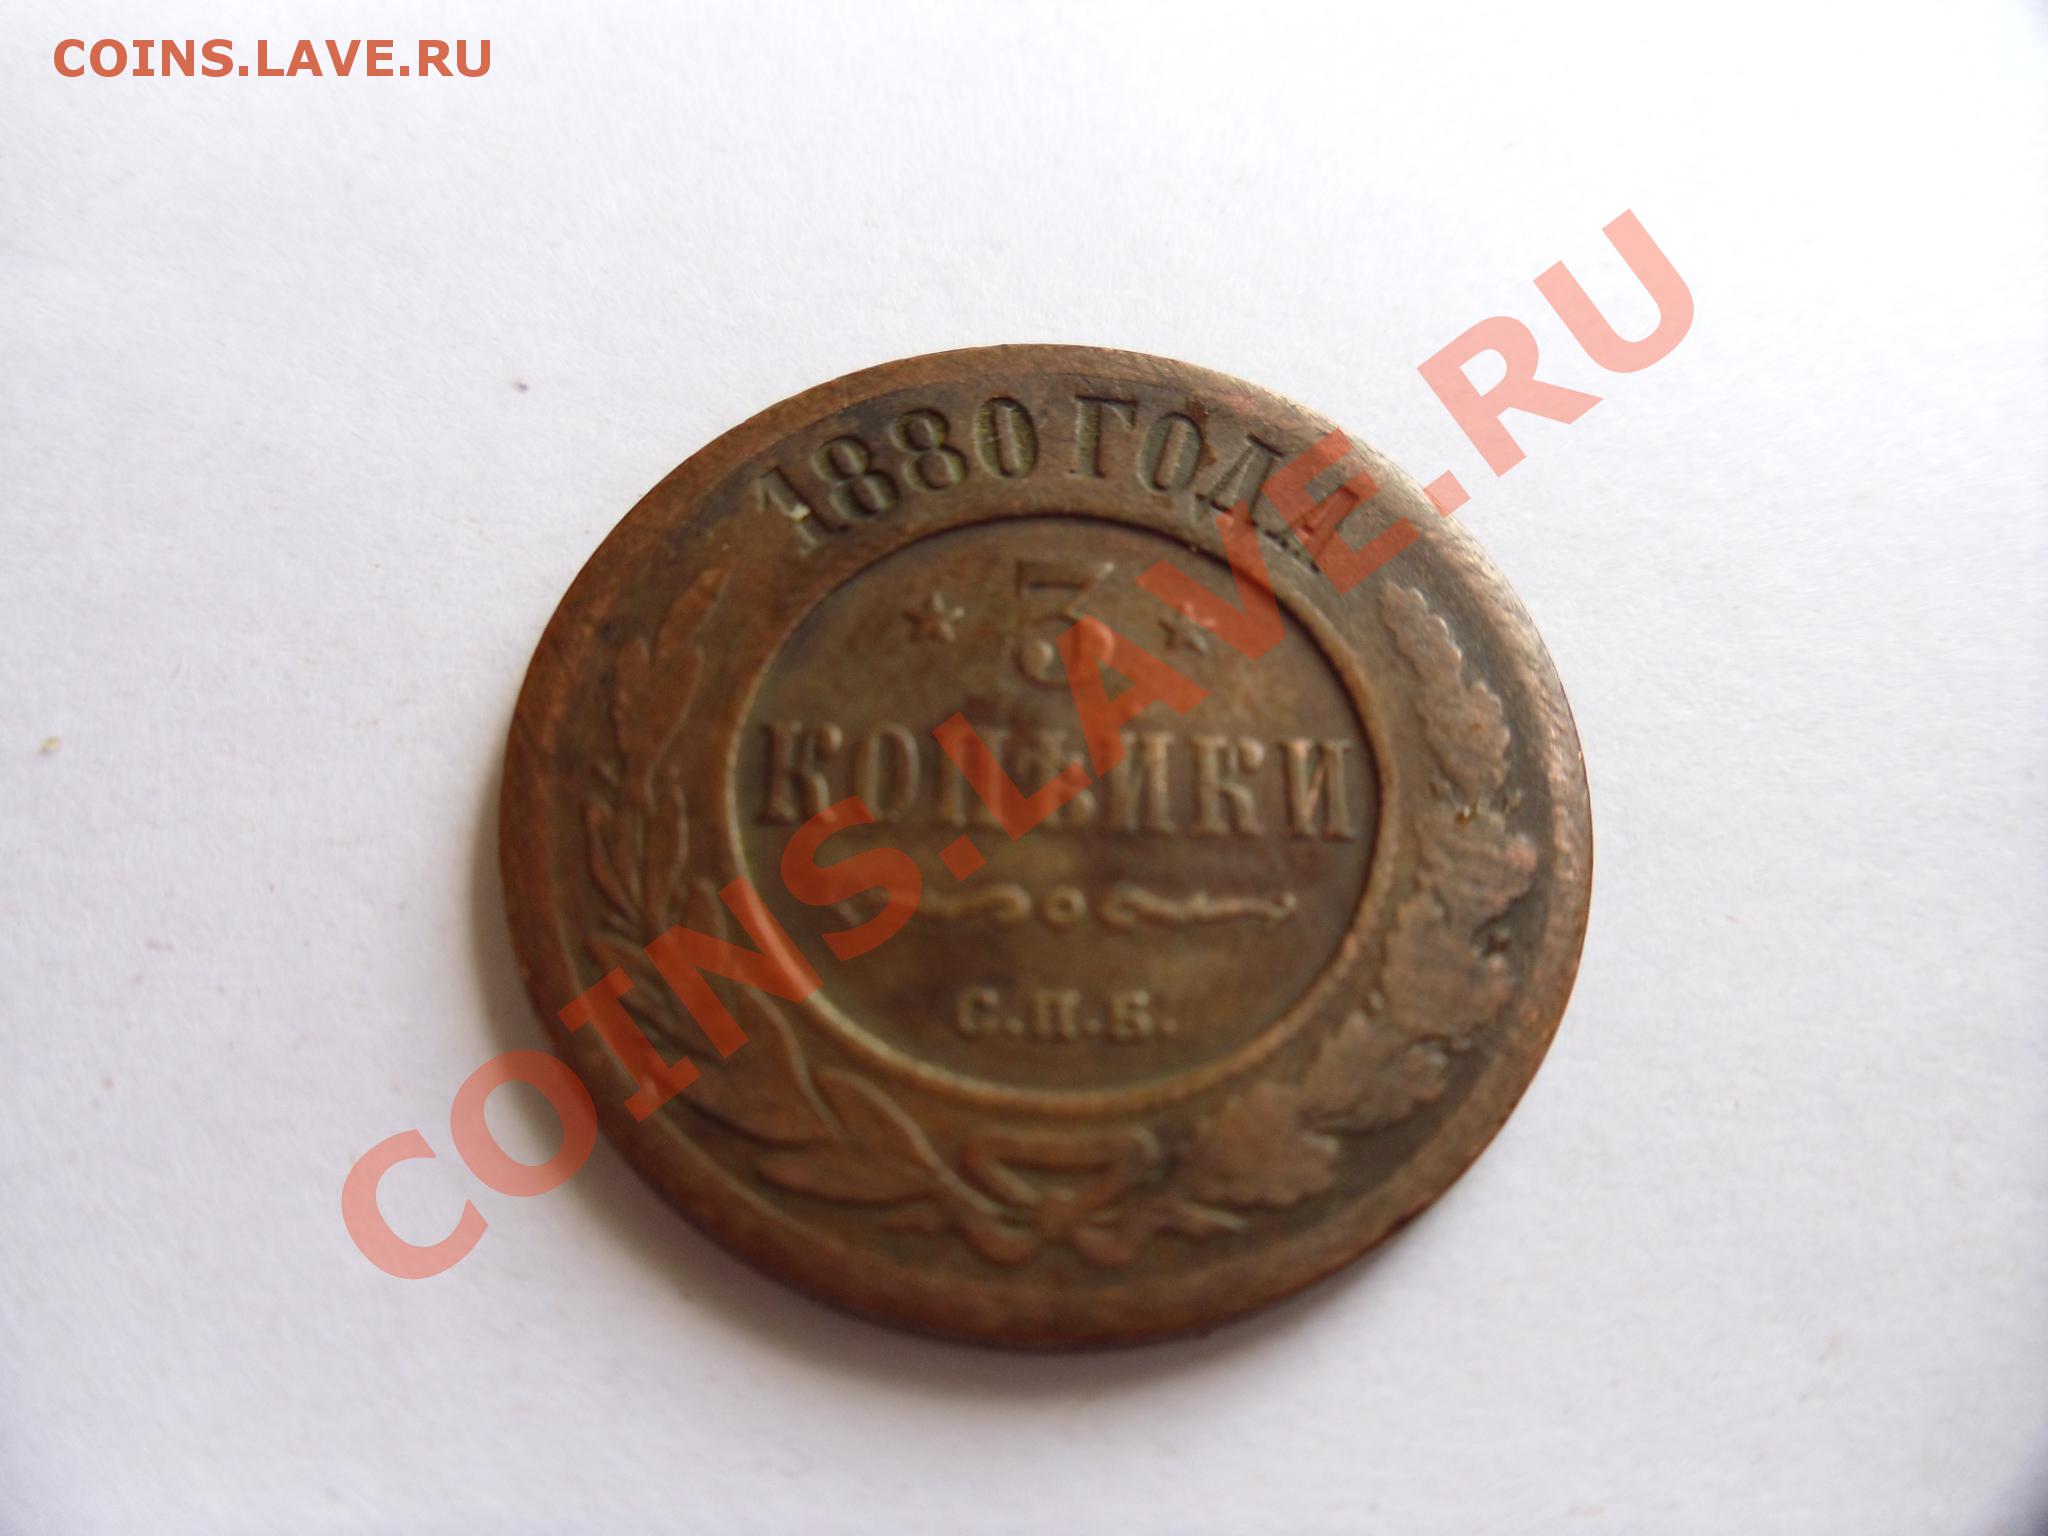 COINS.LAVE.RU
1880 ГОДА
3
КОПѢЙКИ
С.П.Б.
COINS.LAVE.RU